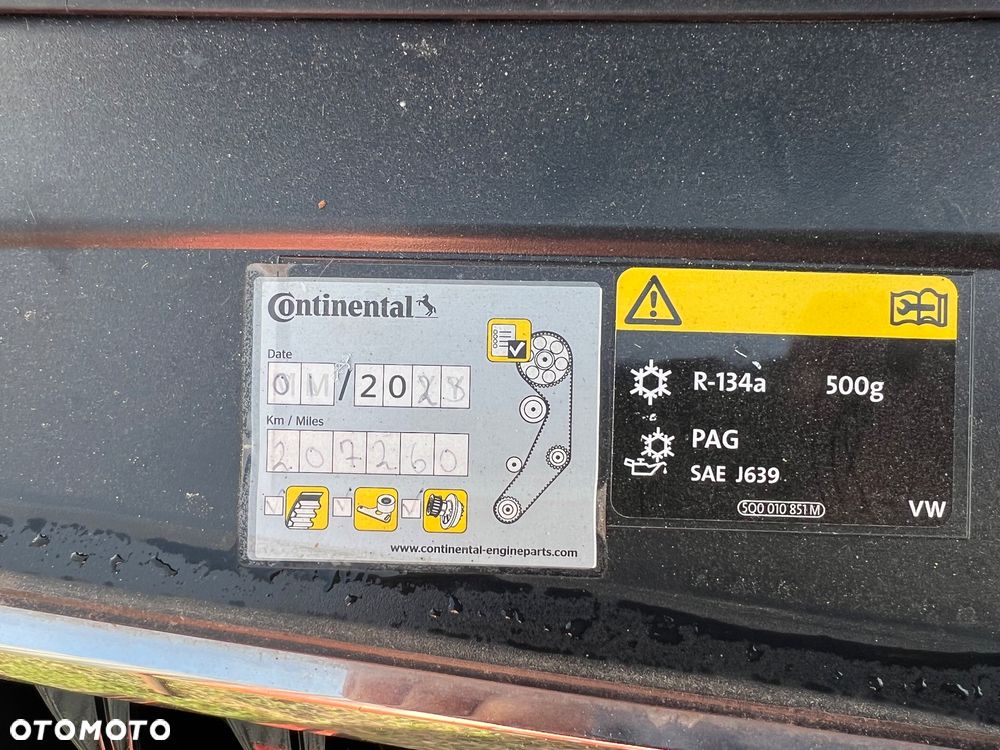 Continental
Date
/20
Km / Miles
207260
www.continental-engineparts.com
R-134a 500g
PAG
SAE J639
5Q0 010 851 M
VW
OTOMOTO